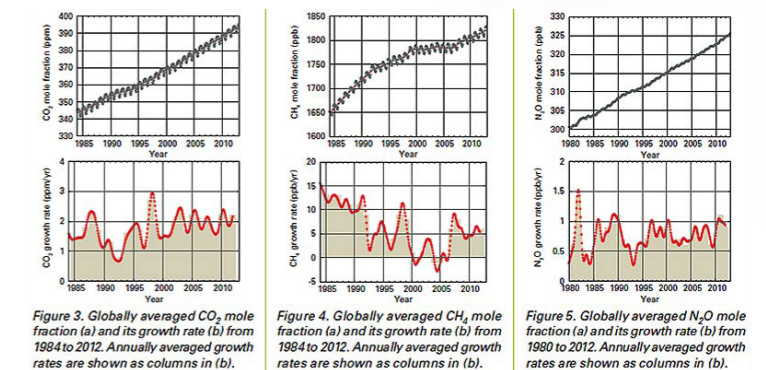 400
390
380
370
360
350
340
330
CO2 mole fraction (ppm)
1985 1990 1995 2000 2005 2010
Year
4
3
2
1
0
CO2 growth rate (ppm/yr)
1985 1990 1995 2000 2005 2010
Year
Figure 3. Globally averaged CO2 mole
fraction (a) and its growth rate (b) from
1984 to 2012. Annually averaged growth
rates are shown as columns in (b).
1850
1800
1750
1700
1650
1600
CH4 mole fraction (ppb)
1985 1990 1995 2000 2005 2010
Year
20
15
10
5
0
-5
CH4 growth rate (ppb/yr)
1985 1990 1995 2000 2005 2010
Year
Figure 4. Globally averaged CH4 mole
fraction (a) and its growth rate (b) from
1984 to 2012. Annually averaged growth
rates are shown as columns in (b).
330
325
320
315
310
305
300
N2O mole fraction (ppb)
1980 1985 1990 1995 2000 2005 2010
Year
2
1.5
1
0.5
0
N2O growth rate (ppb/yr)
1980 1985 1990 1995 2000 2005 2010
Year
Figure 5. Globally averaged N2O mole
fraction (a) and its growth rate (b) from
1980 to 2012. Annually averaged growth
rates are shown as columns in (b).